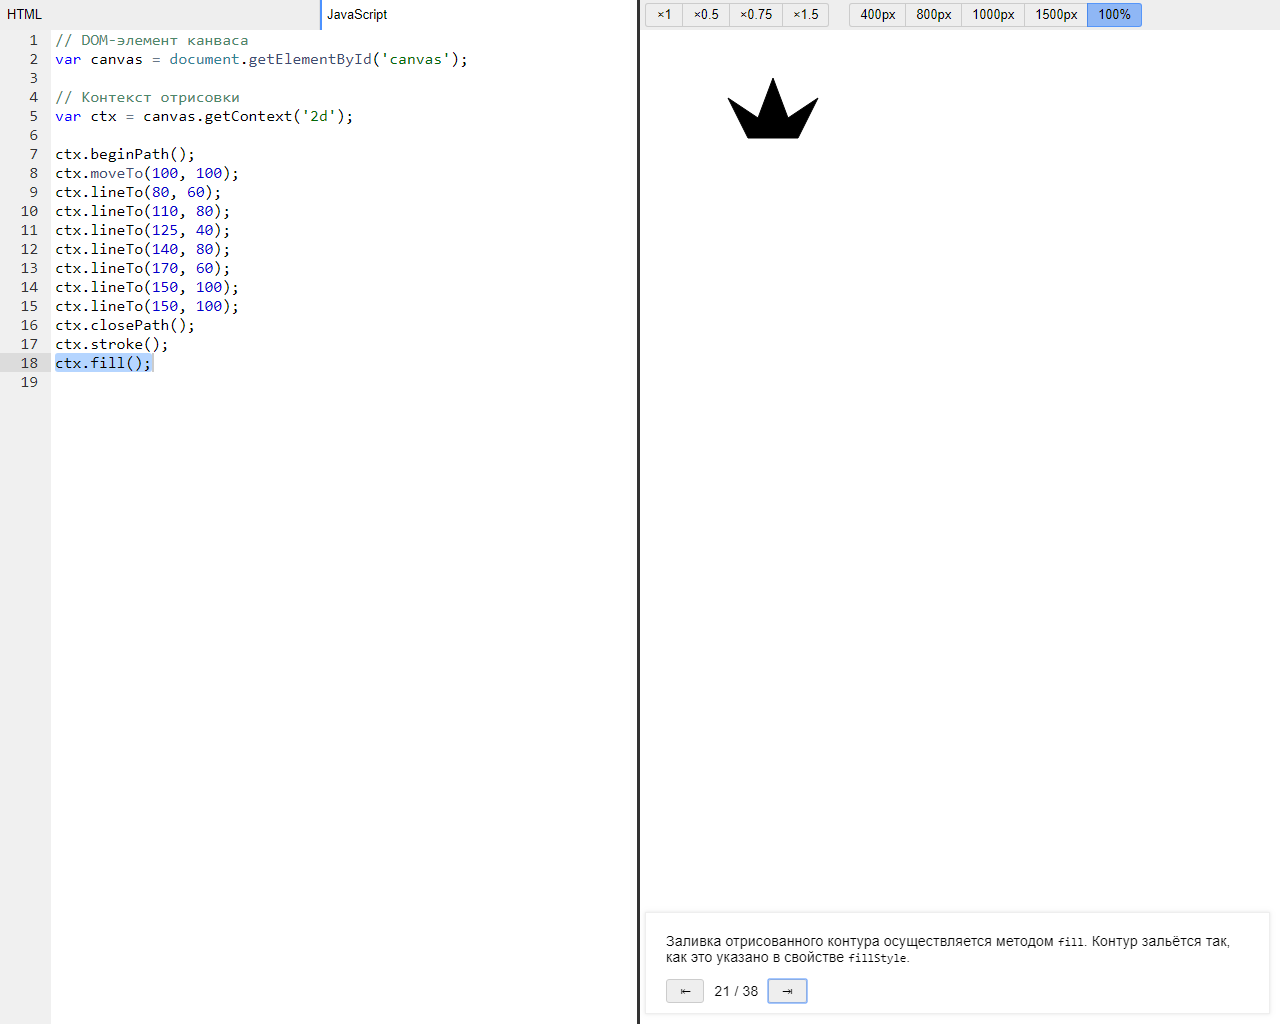 HTML
JavaScript
×1 ×0.5 ×0.75 ×1.5 400px 800px 1000px 1500px 100%
1 // DOM-элемент канваса
2 var canvas = document.getElementById('canvas');
3
4 // Контекст отрисовки
5 var ctx = canvas.getContext('2d');
6
7 ctx.beginPath();
8 ctx.moveTo(100, 100);
9 ctx.lineTo(80, 60);
10 ctx.lineTo(110, 80);
11 ctx.lineTo(125, 40);
12 ctx.lineTo(140, 80);
13 ctx.lineTo(170, 60);
14 ctx.lineTo(150, 100);
15 ctx.lineTo(150, 100);
16 ctx.closePath();
17 ctx.stroke();
18 ctx.fill();
19
Заливка отрисованного контура осуществляется методом fill. Контур зальётся так,
как это указано в свойстве fillStyle.
⇤ 21 / 38 ⇥